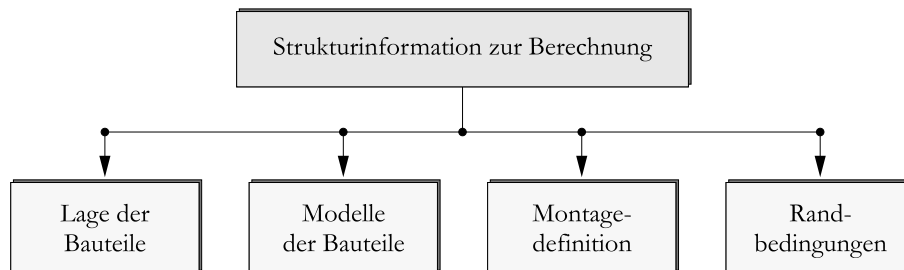 Strukturinformation zur Berechnung
Lage der
Bauteile
Modelle
der Bauteile
Montage-
definition
Rand-
bedingungen